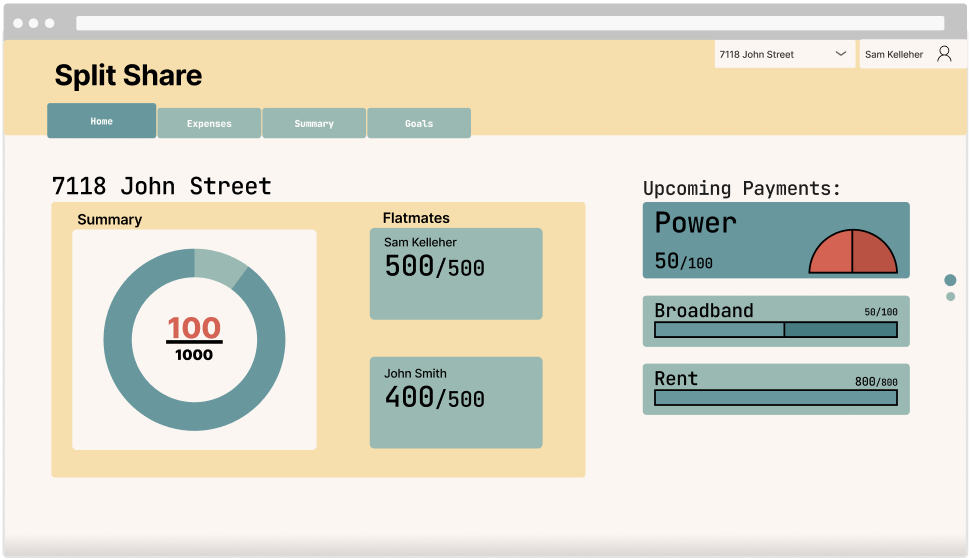 7118 John Street
Sam Kelleher
Split Share
Home
Expenses
Summary
Goals
7118 John Street
Summary
100
1000
Flatmates
Sam Kelleher
500/500
John Smith
400/500
Upcoming Payments:
Power
50/100
Broadband
50/100
Rent
800/800